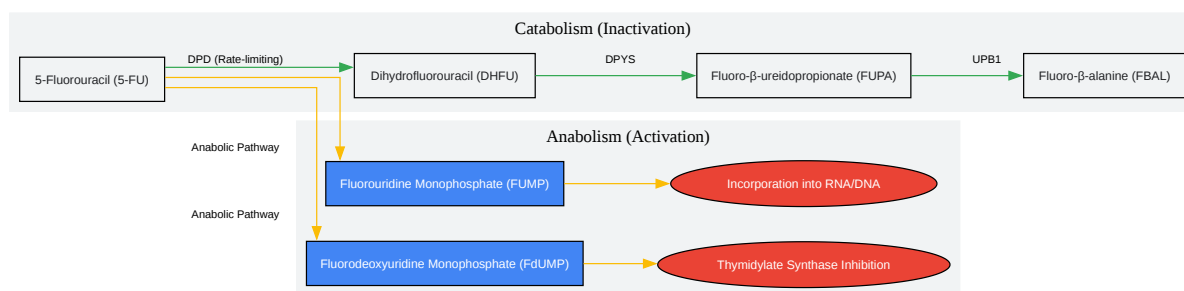 Catabolism (Inactivation)
DPD (Rate-limiting)
DPYS
UPB1
5-Fluorouracil (5-FU)
Dihydrofluorouracil (DHFU)
Fluoro-β-ureidopropionate (FUPA)
Fluoro-β-alanine (FBAL)
Anabolism (Activation)
Anabolic Pathway
Fluorouridine Monophosphate (FUMP)
Incorporation into RNA/DNA
Anabolic Pathway
Fluorodeoxyuridine Monophosphate (FdUMP)
Thymidylate Synthase Inhibition